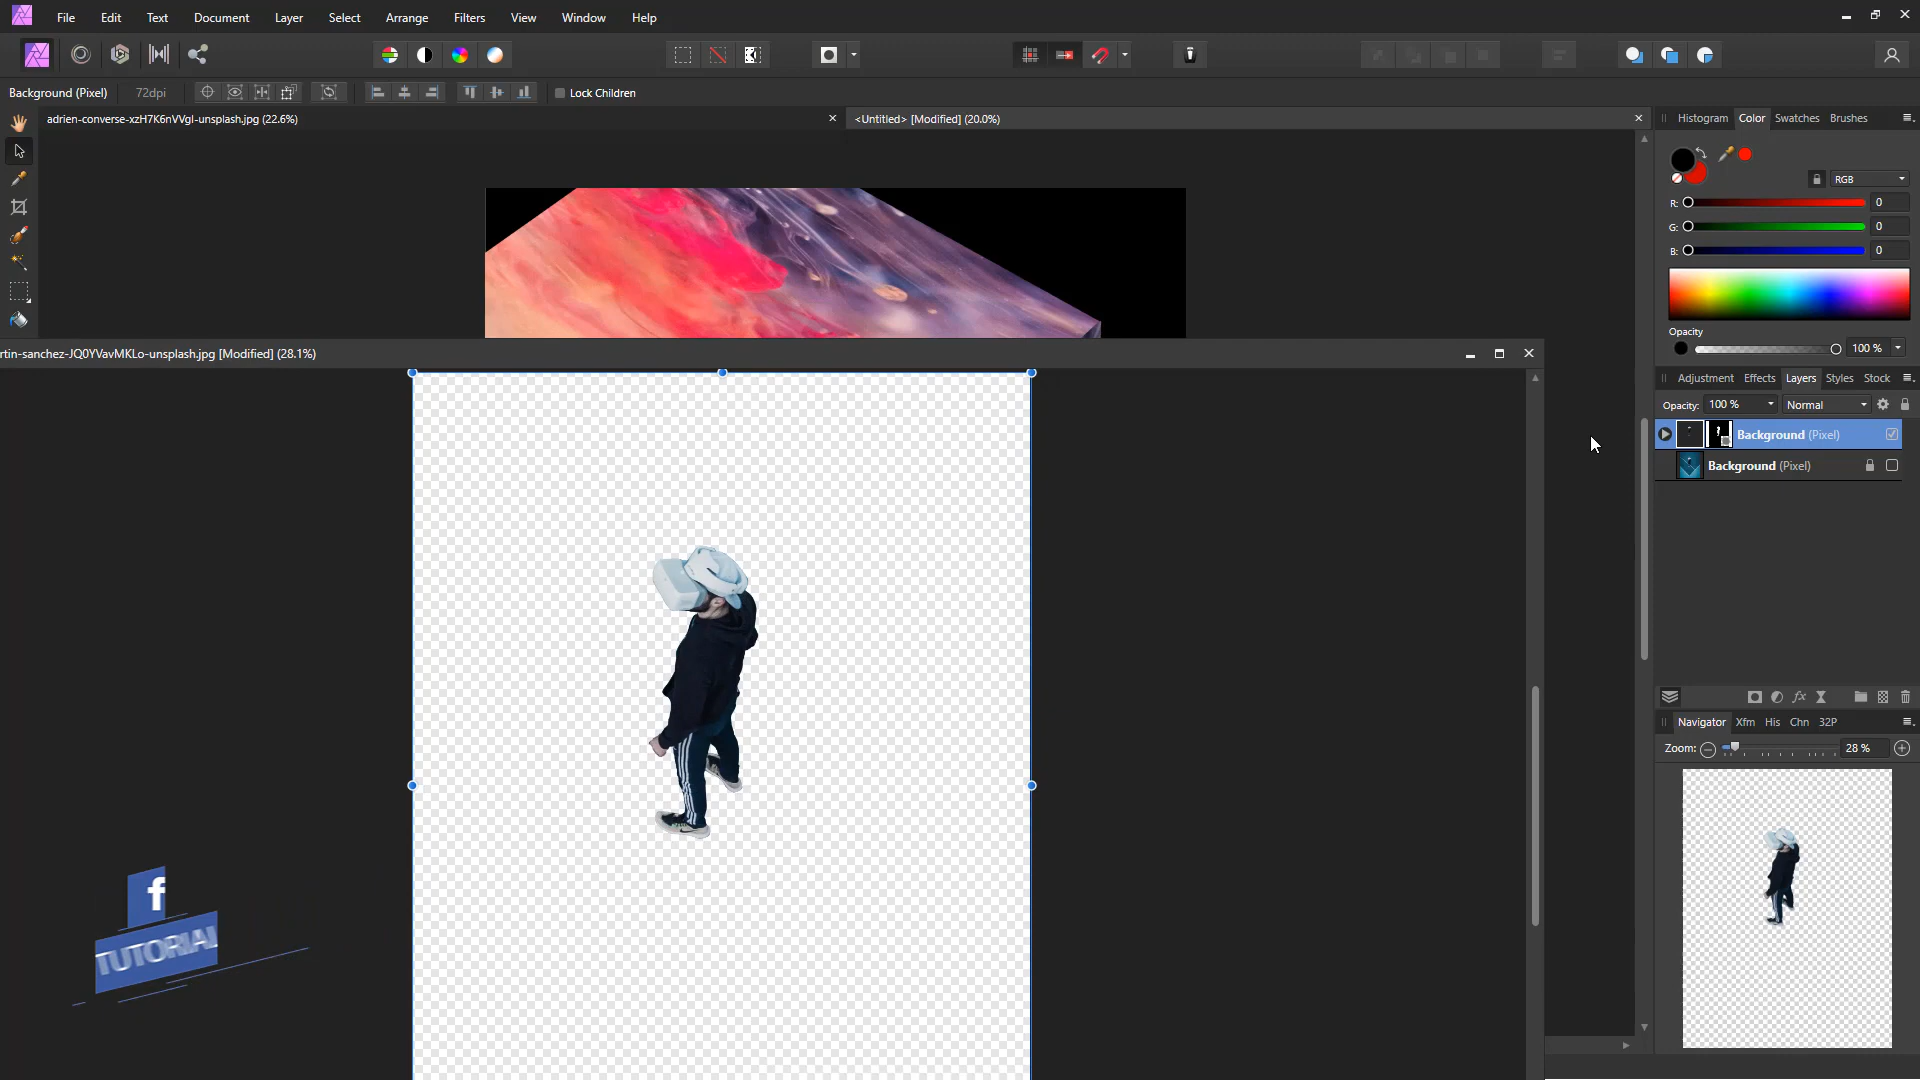 File Edit Text Document Layer Select Arrange Filters View Window Help
Background (Pixel) 72dpi Lock Children
adrien-converse-xzH7K6nVVgI-unsplash.jpg (22.6%)
<Untitled> [Modified] (20.0%)
Histogram Color Swatches Brushes
RGB
R: 0
G: 0
B: 0
Opacity
100 %
rtin-sanchez-JQ0YVavMKLo-unsplash.jpg [Modified] (28.1%)
Adjustment Effects Layers Styles Stock
Opacity: 100 % Normal
Background (Pixel)
Background (Pixel)
fx
Navigator Xfm His Chn 32P
Zoom: 28 %
f
TUTORIAL